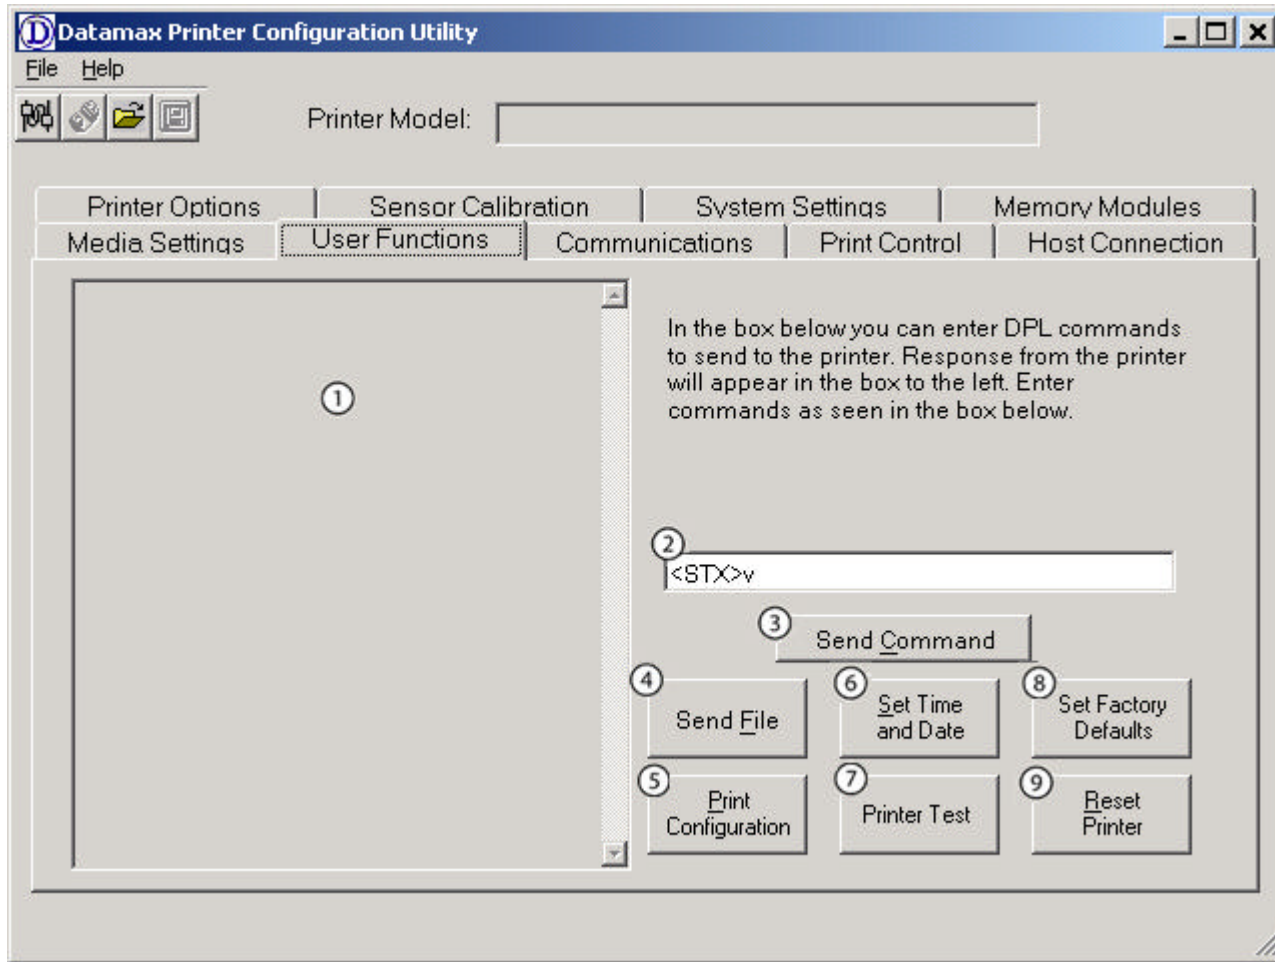 Datamax Printer Configuration Utility
File Help
Printer Model:
Printer Options Sensor Calibration System Settings Memory Modules
Media Settings User Functions Communications Print Control Host Connection
In the box below you can enter DPL commands
to send to the printer. Response from the printer
will appear in the box to the left. Enter
commands as seen in the box below.
1
2
<STX>v
3
Send Command
4
Send File
6
Set Time
and Date
8
Set Factory
Defaults
5
Print
Configuration
7
Printer Test
9
Reset
Printer